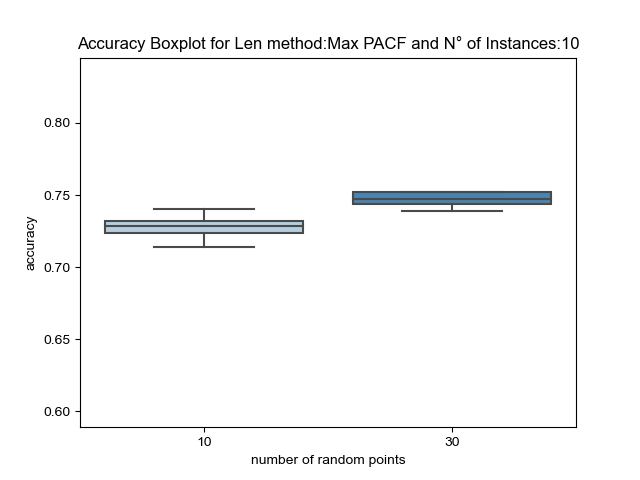 Accuracy Boxplot for Len method:Max PACF and N° of Instances:10
0.80
0.75
0.70
0.65
0.60
accuracy
10
30
number of random points